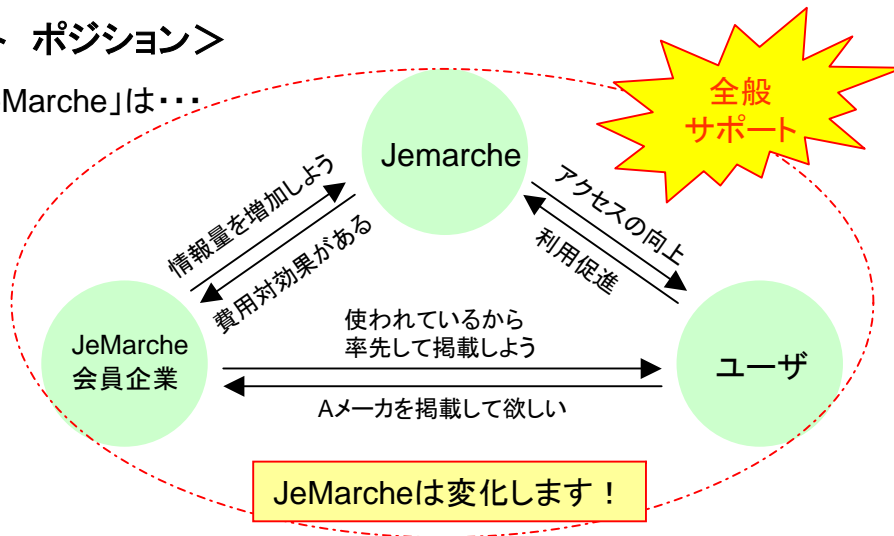 ト ポジション＞
Marche」は・・・
全般
サポート
Jemarche
情報量を増加しよう
費用対効果がある
アクセスの向上
利用促進
JeMarche
会員企業
使われているから
率先して掲載しよう
Aメーカを掲載して欲しい
ユーザ
JeMarcheは変化します！